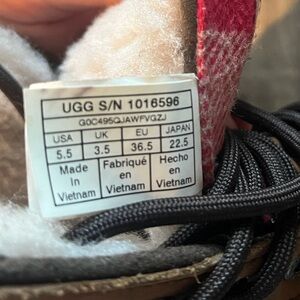 UGG S/N 1016596
G0C495QJAWFVGZJ
USA UK EU JAPAN
5.5 3.5 36.5 22.5
Made Fabriqué Hecho
In en en
Vietnam Vietnam Vietnam